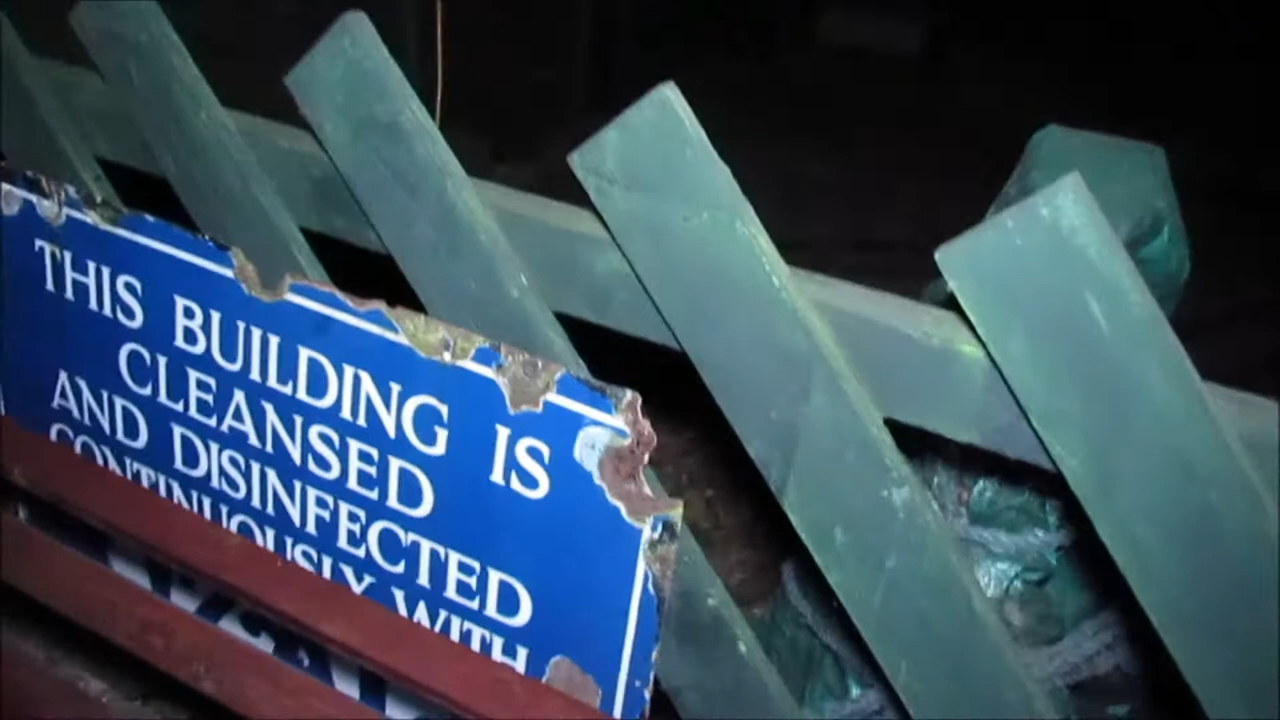 THIS BUILDING IS
CLEANSED
AND DISINFECTED
CONTINUOUSLY WITH